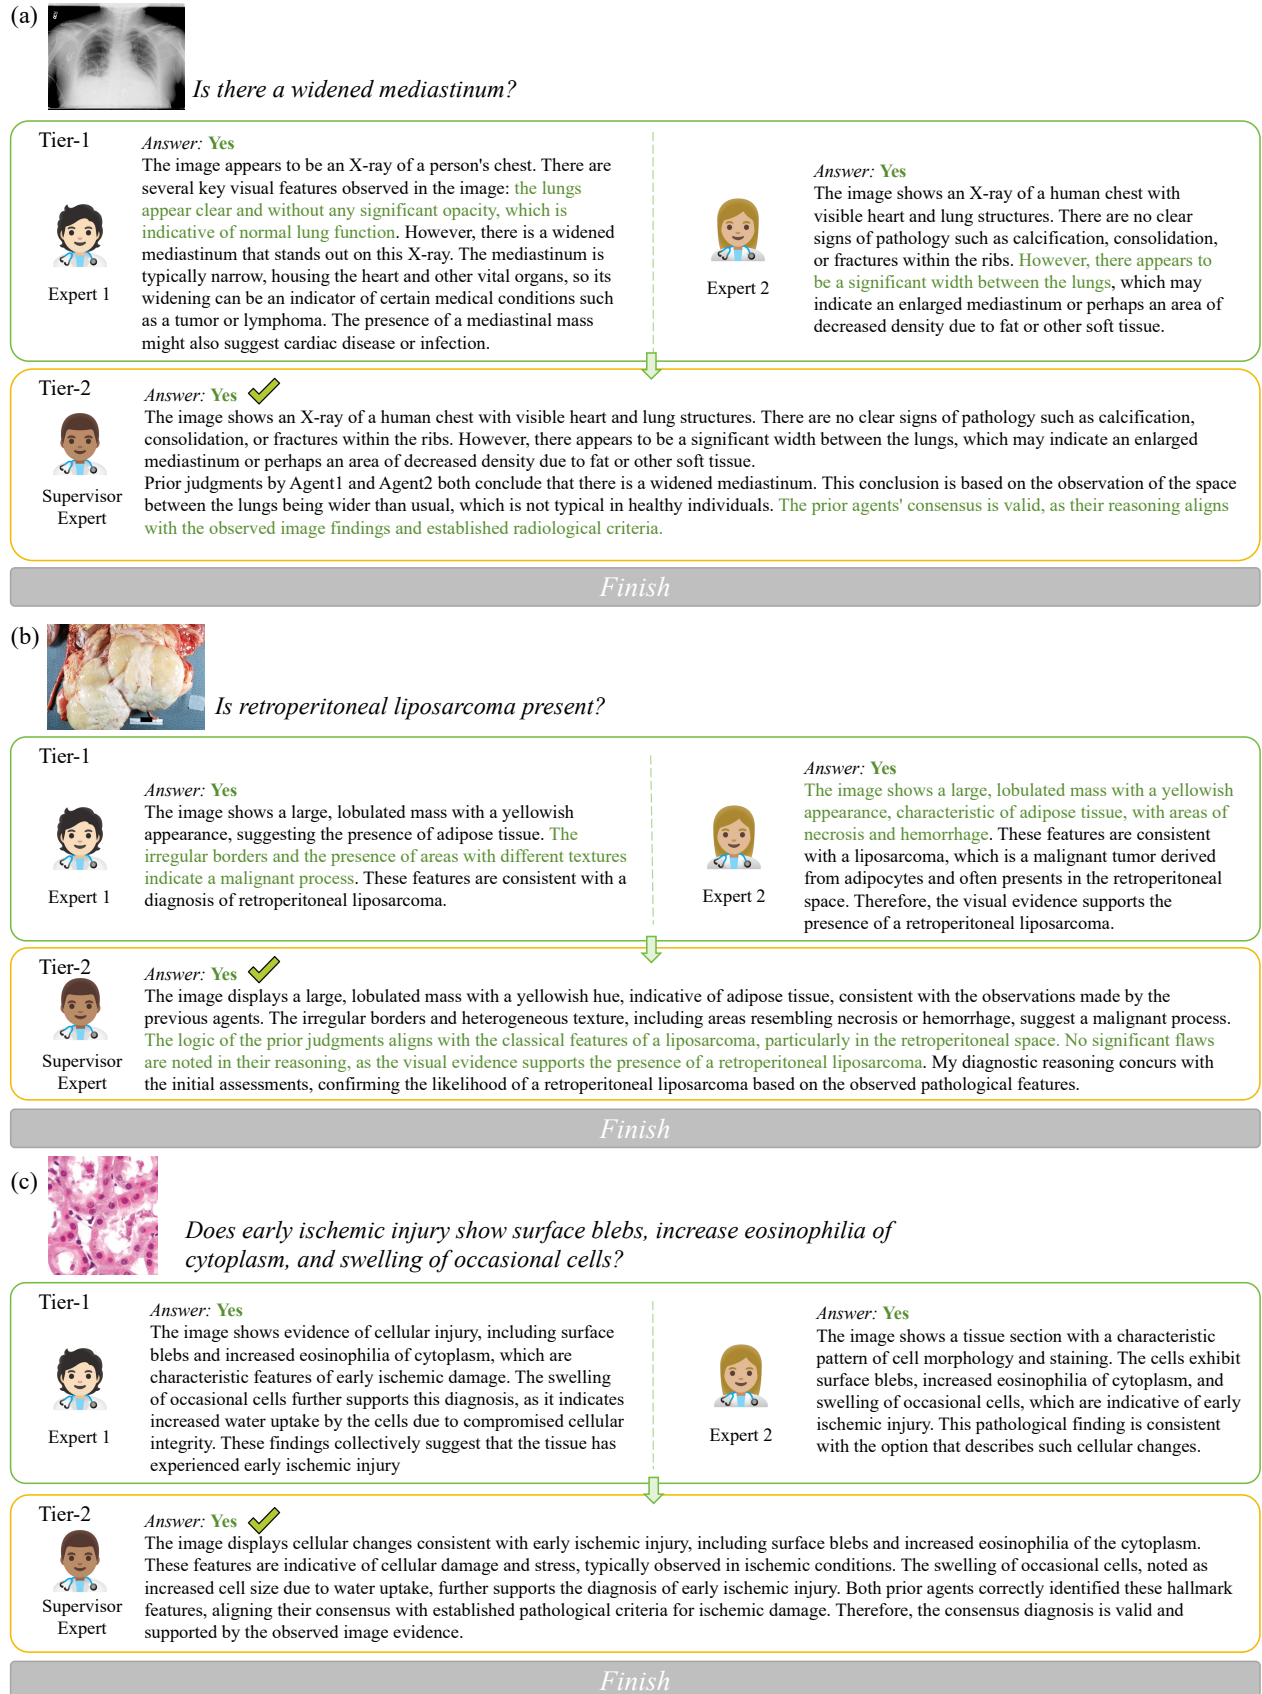 (a)
Is there a widened mediastinum?
Tier-1
Answer: Yes
The image appears to be an X-ray of a person's chest. There are
several key visual features observed in the image: the lungs
appear clear and without any significant opacity, which is
indicative of normal lung function. However, there is a widened
mediastinum that stands out on this X-ray. The mediastinum is
typically narrow, housing the heart and other vital organs, so its
widening can be an indicator of certain medical conditions such
as a tumor or lymphoma. The presence of a mediastinal mass
might also suggest cardiac disease or infection.
Expert 1
Answer: Yes
The image shows an X-ray of a human chest with
visible heart and lung structures. There are no clear
signs of pathology such as calcification, consolidation,
or fractures within the ribs. However, there appears to
be a significant width between the lungs, which may
indicate an enlarged mediastinum or perhaps an area of
decreased density due to fat or other soft tissue.
Expert 2
Tier-2
Answer: Yes
The image shows an X-ray of a human chest with visible heart and lung structures. There are no clear signs of pathology such as calcification,
consolidation, or fractures within the ribs. However, there appears to be a significant width between the lungs, which may indicate an enlarged
mediastinum or perhaps an area of decreased density due to fat or other soft tissue.
Prior judgments by Agent1 and Agent2 both conclude that there is a widened mediastinum. This conclusion is based on the observation of the space
between the lungs being wider than usual, which is not typical in healthy individuals. The prior agents' consensus is valid, as their reasoning aligns
with the observed image findings and established radiological criteria.
Supervisor
Expert
Finish
(b)
Is retroperitoneal liposarcoma present?
Tier-1
Answer: Yes
The image shows a large, lobulated mass with a yellowish
appearance, suggesting the presence of adipose tissue. The
irregular borders and the presence of areas with different textures
indicate a malignant process. These features are consistent with a
diagnosis of retroperitoneal liposarcoma.
Expert 1
Answer: Yes
The image shows a large, lobulated mass with a yellowish
appearance, characteristic of adipose tissue, with areas of
necrosis and hemorrhage. These features are consistent
with a liposarcoma, which is a malignant tumor derived
from adipocytes and often presents in the retroperitoneal
space. Therefore, the visual evidence supports the
presence of a retroperitoneal liposarcoma.
Expert 2
Tier-2
Answer: Yes
The image displays a large, lobulated mass with a yellowish hue, indicative of adipose tissue, consistent with the observations made by the
previous agents. The irregular borders and heterogeneous texture, including areas resembling necrosis or hemorrhage, suggest a malignant process.
The logic of the prior judgments aligns with the classical features of a liposarcoma, particularly in the retroperitoneal space. No significant flaws
are noted in their reasoning, as the visual evidence supports the presence of a retroperitoneal liposarcoma. My diagnostic reasoning concurs with
the initial assessments, confirming the likelihood of a retroperitoneal liposarcoma based on the observed pathological features.
Supervisor
Expert
Finish
(c)
Does early ischemic injury show surface blebs, increase eosinophilia of
cytoplasm, and swelling of occasional cells?
Tier-1
Answer: Yes
The image shows evidence of cellular injury, including surface
blebs and increased eosinophilia of cytoplasm, which are
characteristic features of early ischemic damage. The swelling
of occasional cells further supports this diagnosis, as it indicates
increased water uptake by the cells due to compromised cellular
integrity. These findings collectively suggest that the tissue has
experienced early ischemic injury
Expert 1
Answer: Yes
The image shows a tissue section with a characteristic
pattern of cell morphology and staining. The cells exhibit
surface blebs, increased eosinophilia of cytoplasm, and
swelling of occasional cells, which are indicative of early
ischemic injury. This pathological finding is consistent
with the option that describes such cellular changes.
Expert 2
Tier-2
Answer: Yes
The image displays cellular changes consistent with early ischemic injury, including surface blebs and increased eosinophilia of the cytoplasm.
These features are indicative of cellular damage and stress, typically observed in ischemic conditions. The swelling of occasional cells, noted as
increased cell size due to water uptake, further supports the diagnosis of early ischemic injury. Both prior agents correctly identified these hallmark
features, aligning their consensus with established pathological criteria for ischemic damage. Therefore, the consensus diagnosis is valid and
supported by the observed image evidence.
Supervisor
Expert
Finish